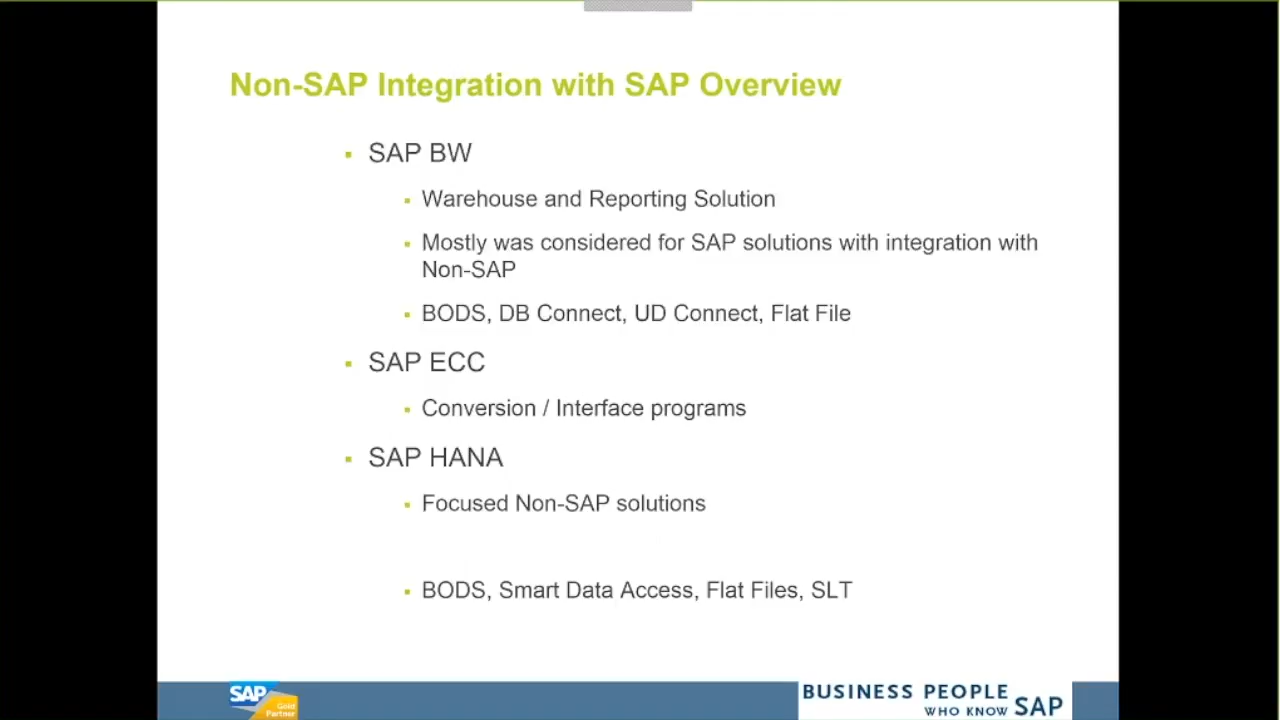 Non-SAP Integration with SAP Overview
SAP BW
Warehouse and Reporting Solution
Mostly was considered for SAP solutions with integration with
Non-SAP
BODS, DB Connect, UD Connect, Flat File
SAP ECC
Conversion / Interface programs
SAP HANA
Focused Non-SAP solutions
BODS, Smart Data Access, Flat Files, SLT
SAP
Gold
Partner
BUSINESS PEOPLE
WHO KNOW SAP